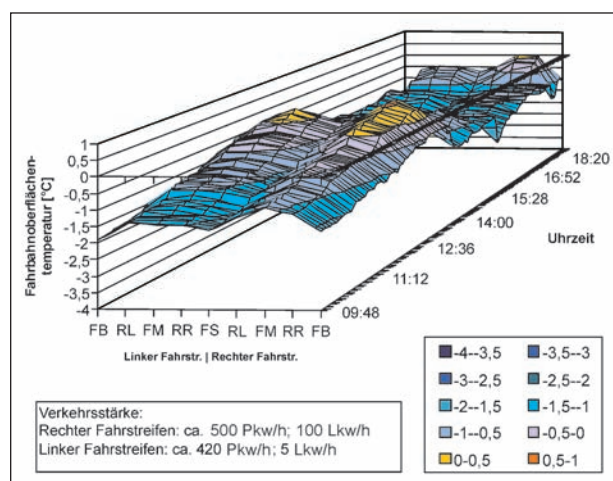 Fahrbahnoberflächen-
temperatur [°C]
1
0,5
0
-0,5
-1
-1,5
-2
-2,5
-3
-3,5
-4
FB RL FM RR FS RL FM RR FB
Linker Fahrstr. | Rechter Fahrstr.
09:48
11:12
12:36
14:00
15:28
16:52
18:20
Uhrzeit
-4--3,5 -3,5--3
-3--2,5 -2,5--2
-2--1,5 -1,5--1
-1--0,5 -0,5-0
0-0,5 0,5-1
Verkehrsstärke:
Rechter Fahrstreifen: ca. 500 Pkw/h; 100 Lkw/h
Linker Fahrstreifen: ca. 420 Pkw/h; 5 Lkw/h